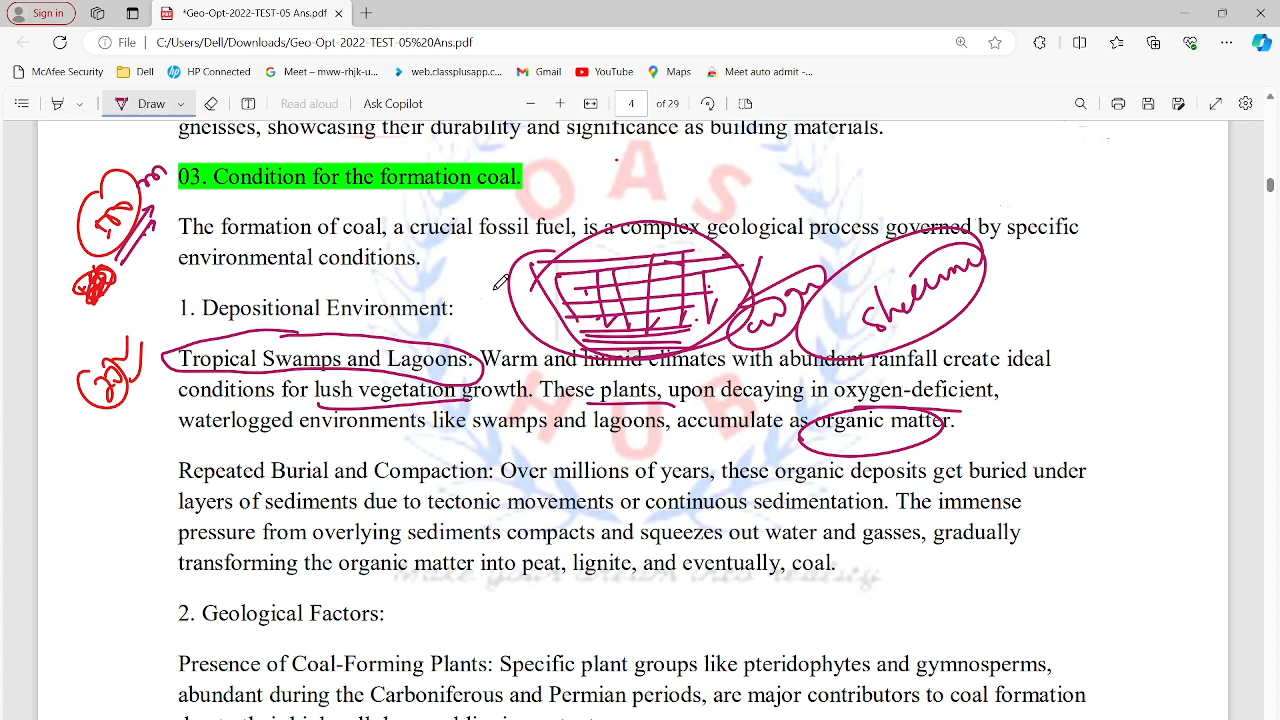 Sign in
*Geo-Opt-2022-TEST-05 Ans.pdf
File C:/Users/Dell/Downloads/Geo-Opt-2022-TEST-05%20Ans.pdf
McAfee Security Dell HP Connected Meet – mvw-rhjk-u... web.classplusapp.c... Gmail YouTube Maps Meet auto admit -...
Draw Read aloud Ask Copilot 4 of 29
gneisses, showcasing their durability and significance as building materials.
03. Condition for the formation coal.
The formation of coal, a crucial fossil fuel, is a complex geological process governed by specific
environmental conditions.
1. Depositional Environment:
Tropical Swamps and Lagoons: Warm and humid climates with abundant rainfall create ideal
conditions for lush vegetation growth. These plants, upon decaying in oxygen-deficient,
waterlogged environments like swamps and lagoons, accumulate as organic matter.
Repeated Burial and Compaction: Over millions of years, these organic deposits get buried under
layers of sediments due to tectonic movements or continuous sedimentation. The immense
pressure from overlying sediments compacts and squeezes out water and gasses, gradually
transforming the organic matter into peat, lignite, and eventually, coal.
2. Geological Factors:
Presence of Coal-Forming Plants: Specific plant groups like pteridophytes and gymnosperms,
abundant during the Carboniferous and Permian periods, are major contributors to coal formation
OAS
HUB